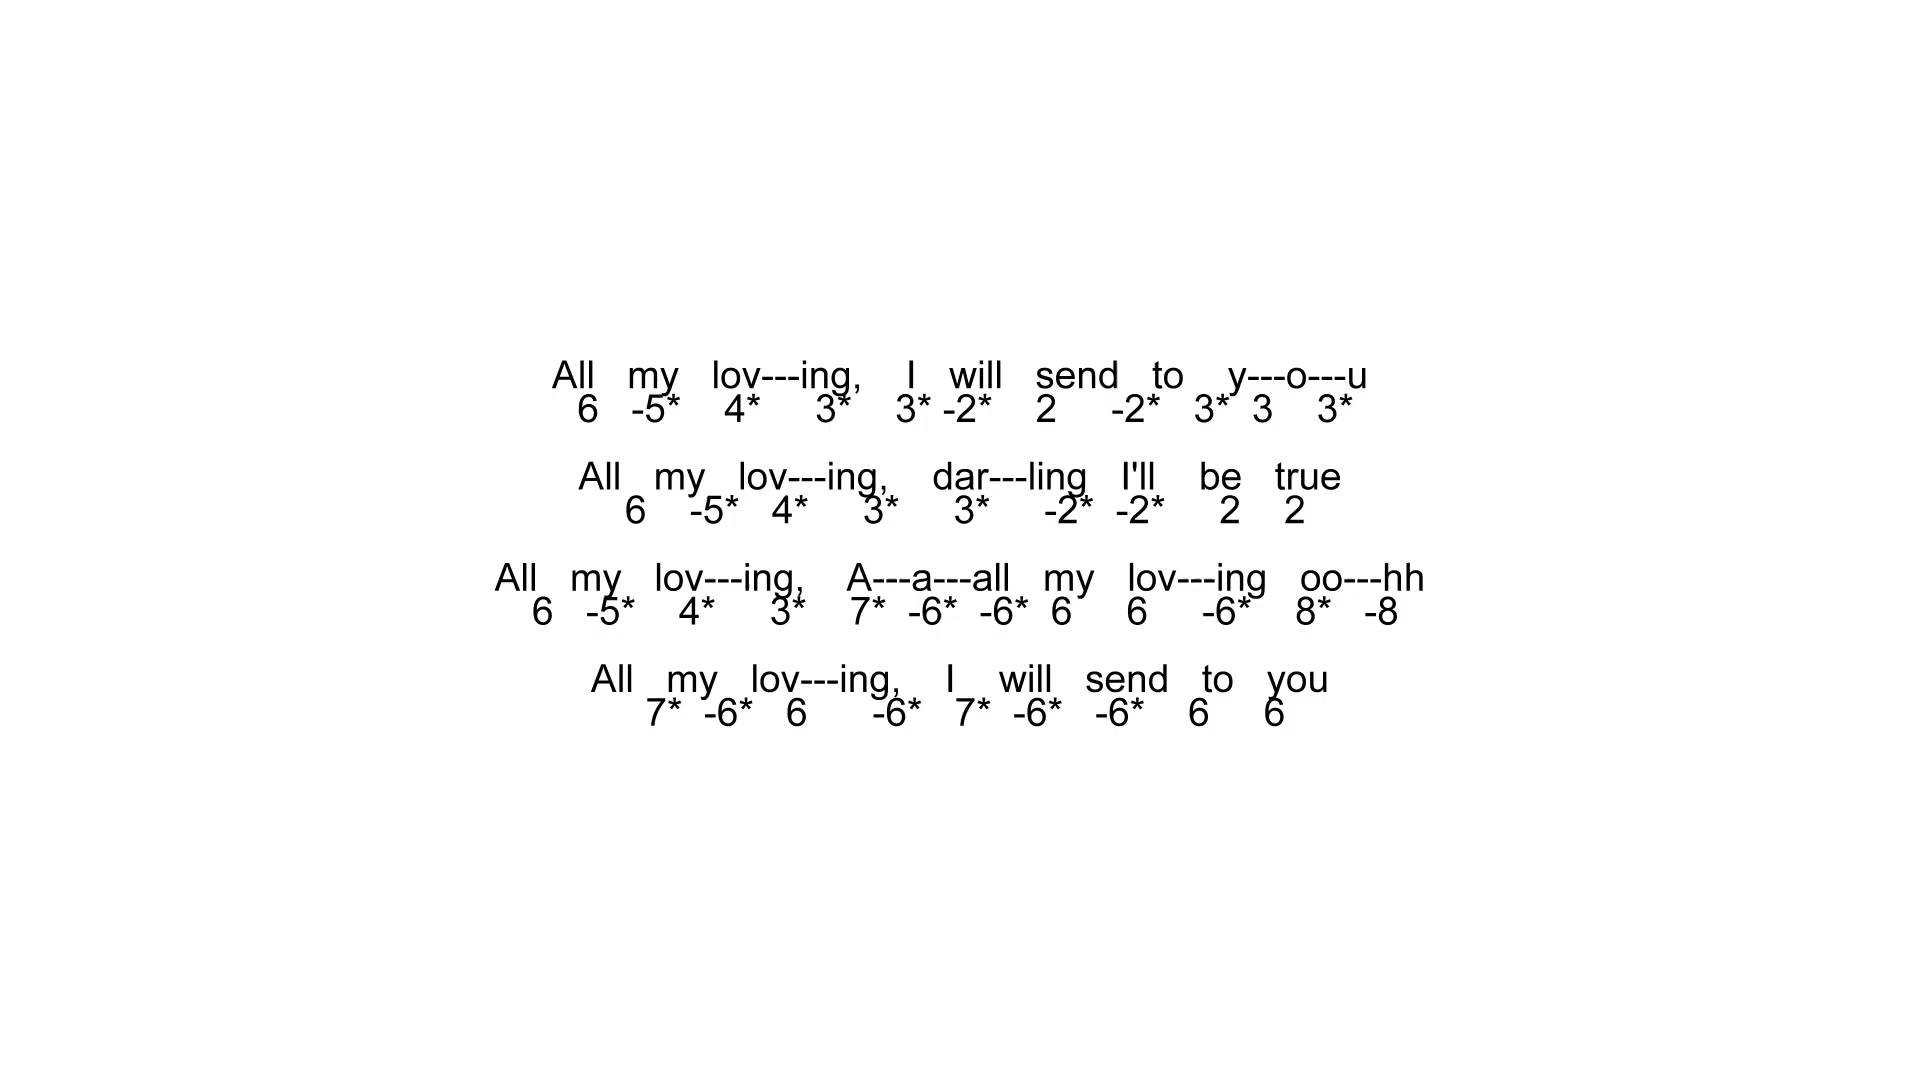 All my lov---ing, I will send to y---o---u
6 -5* 4* 3* 3* -2* 2 -2* 3* 3 3*
All my lov---ing, dar---ling I'll be true
6 -5* 4* 3* 3* -2* -2* 2 2
All my lov---ing, A---a---all my lov---ing oo---hh
6 -5* 4* 3* 7* -6* -6* 6 6 -6* 8* -8
All my lov---ing, I will send to you
7* -6* 6 -6* 7* -6* -6* 6 6